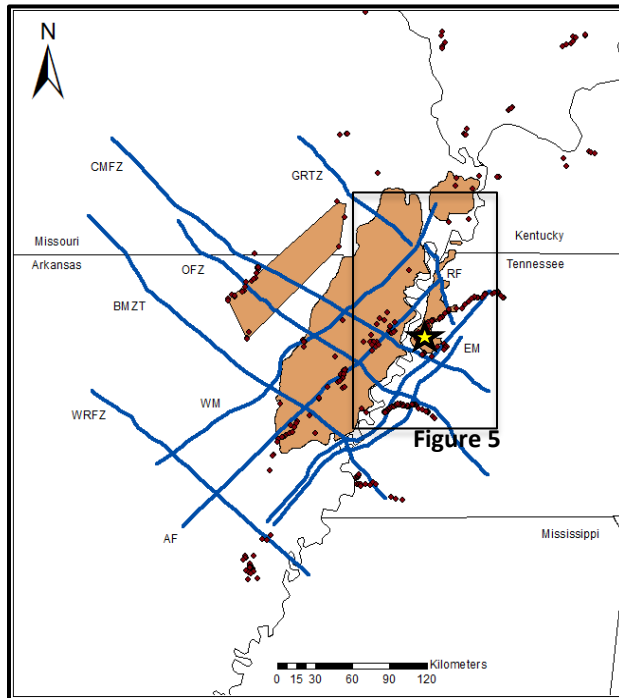 N
CMFZ
GRTZ
Missouri
Kentucky
Arkansas
Tennessee
OFZ
RF
BMZT
EM
WM
WRFZ
Figure 5
AF
Mississippi
Kilometers
0 15 30 60 90 120